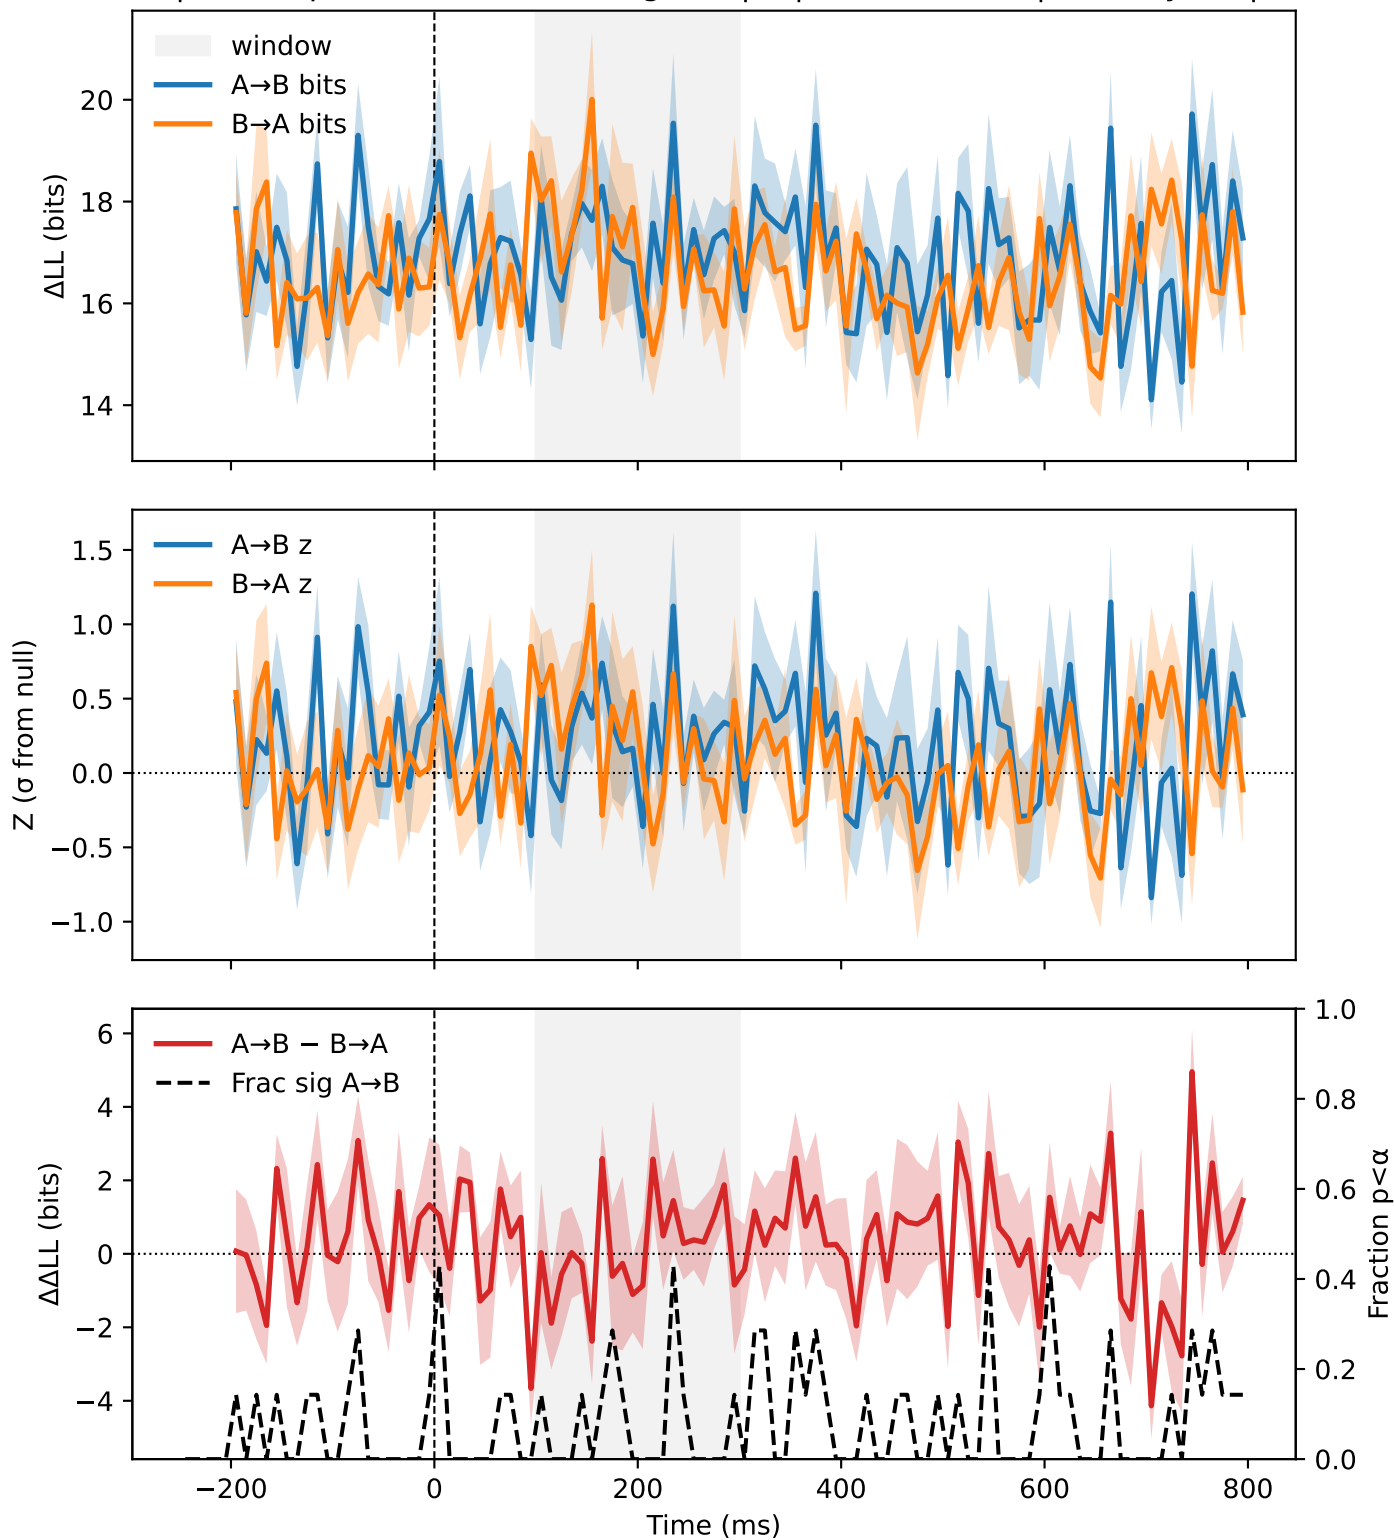 window
A→B bits
B→A bits
20
18
16
14
ΔLL (bits)
A→B z
B→A z
1.5
1.0
0.5
0.0
−0.5
−1.0
Z (σ from null)
A→B − B→A
Frac sig A→B
6
4
2
0
−2
−4
ΔΔLL (bits)
1.0
0.8
0.6
0.4
0.2
0.0
Fraction p<α
−200 0 200 400 600 800
Time (ms)